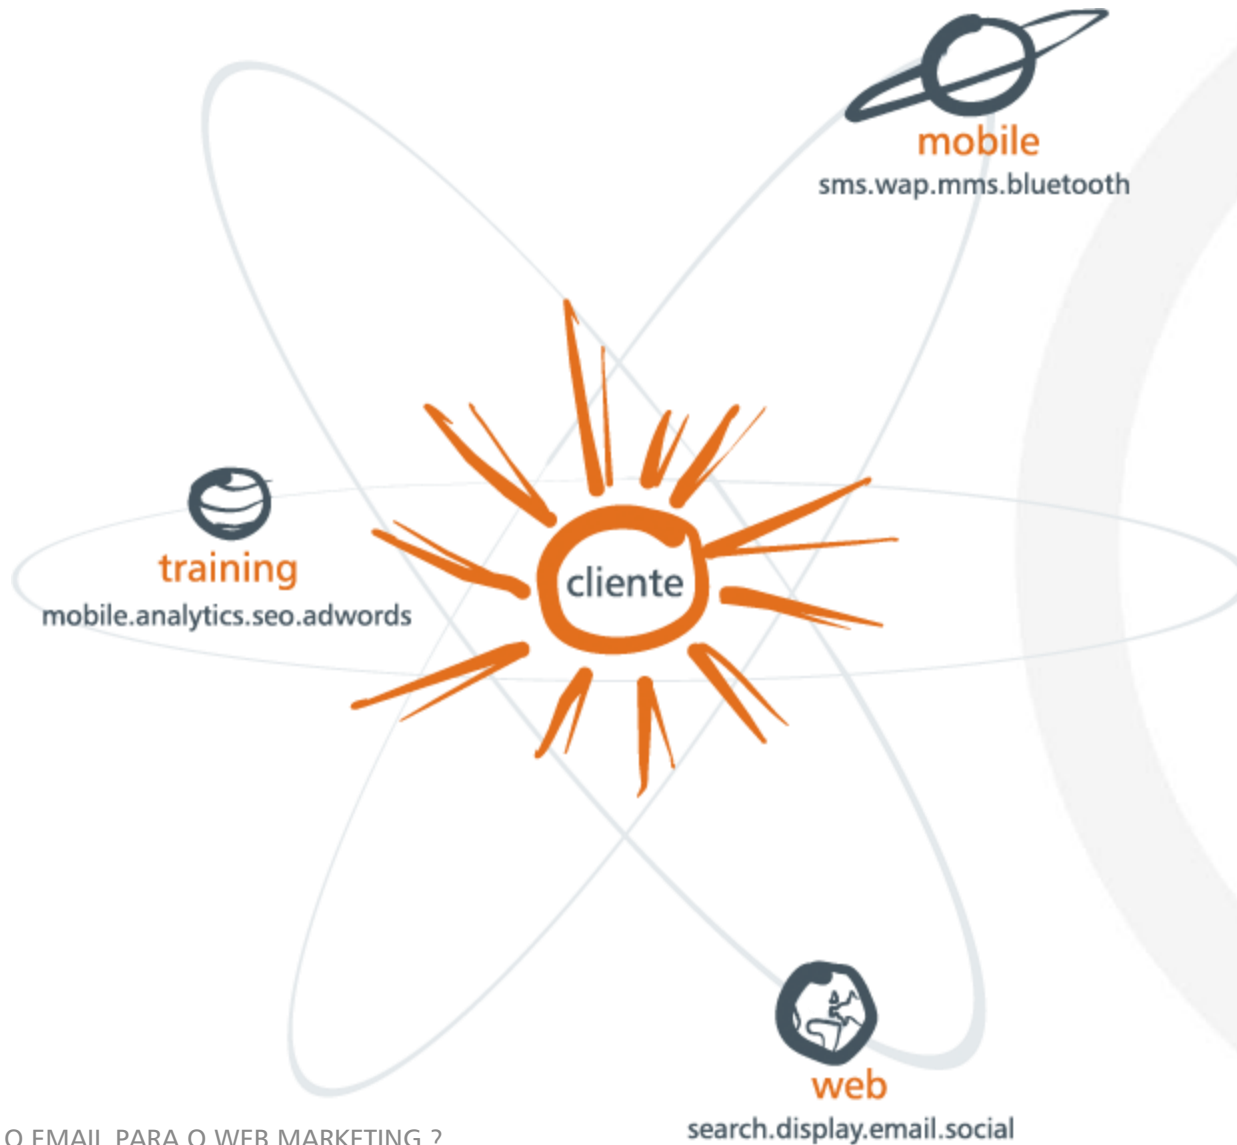 mobile
sms.wap.mms.bluetooth
cliente
training
mobile.analytics.seo.adwords
web
search.display.email.social
O EMAIL PARA O WEB MARKETING ?